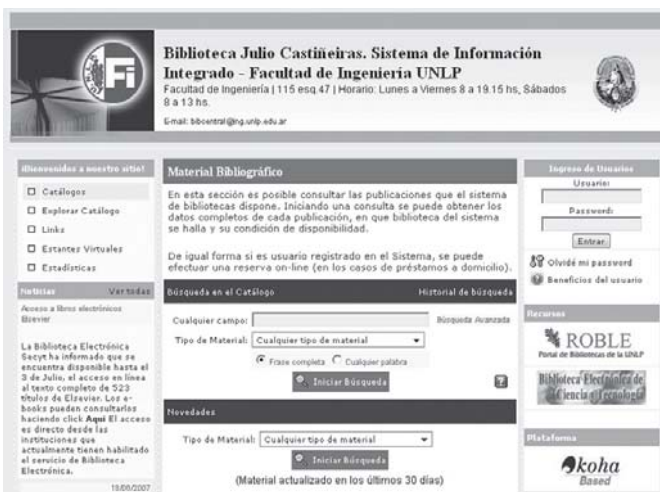 Biblioteca Julio Castiñeiras. Sistema de Información
Integrado - Facultad de Ingeniería UNLP
Facultad de Ingeniería | 115 esq.47 | Horario: Lunes a Viernes 8 a 19.15 hs, Sábados
8 a 13 hs.
E-mail: bibcentral@ing.unlp.edu.ar
Fi
¡Bienvenidos a nuestro sitio!
Catálogos
Explorar Catálogo
Links
Estantes Virtuales
Estadísticas
Noticias Ver todas
Acceso a libros electrónicos
Elsevier
La Biblioteca Electrónica
Secyt ha informado que se
encuentra disponible hasta el
3 de Julio, el acceso en línea
al texto completo de 523
títulos de Elsevier. Los e-
books pueden consultarlos
haciendo click Aquí El acceso
es directo desde las
instituciones que
actualmente tienen habilitado
el servicio de Biblioteca
Electrónica.
18/06/2007
Material Bibliográfico
En esta sección es posible consultar las publicaciones que el sistema
de bibliotecas dispone. Iniciando una consulta se puede obtener los
datos completos de cada publicación, en que biblioteca del sistema
se halla y su condición de disponibilidad.
De igual forma si es usuario registrado en el Sistema, se puede
efectuar una reserva on-line (en los casos de préstamos a domicilio).
Búsqueda en el Catálogo Historial de búsqueda
Cualquier campo: Búsqueda Avanzada
Tipo de Material: Cualquier tipo de material
Frase completa Cualquier palabra
Iniciar Búsqueda
?
Novedades
Tipo de Material: Cualquier tipo de material
Iniciar Búsqueda
(Material actualizado en los últimos 30 días)
Ingreso de Usuarios
Usuario:
Password:
Entrar
Olvidé mi password
Beneficios del usuario
Recursos
ROBLE
Portal de Bibliotecas de la UNLP
Biblioteca Electrónica de
Ciencia y Tecnología
Plataforma
koha
Based